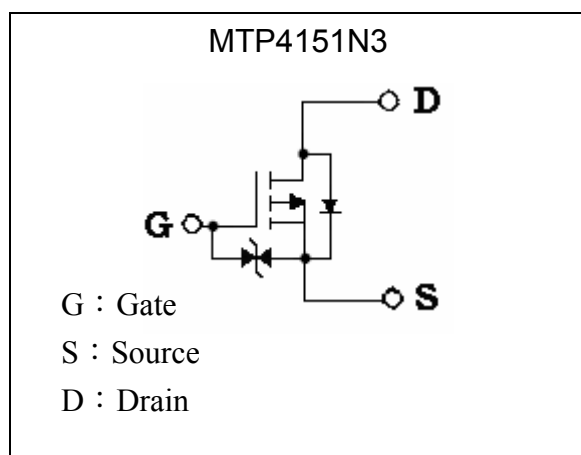 MTP4151N3
D
G
S
G：Gate
S：Source
D：Drain